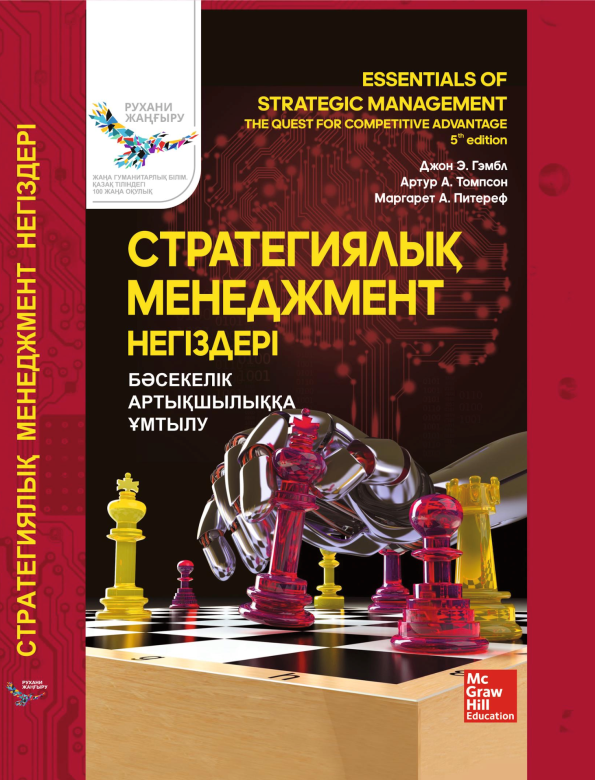 СТРАТЕГИЯЛЫҚ МЕНЕДЖМЕНТ НЕГІЗДЕРІ
РУХАНИ
ЖАҢҒЫРУ
РУХАНИ
ЖАҢҒЫРУ
ЖАҢА ГУМАНИТАРЛЫҚ БІЛІМ.
ҚАЗАҚ ТІЛІНДЕГІ
100 ЖАҢА ОҚУЛЫҚ
ESSENTIALS OF
STRATEGIC MANAGEMENT
THE QUEST FOR COMPETITIVE ADVANTAGE
5th edition
Джон Э. Гэмбл
Артур А. Томпсон
Маргарет А. Питереф
СТРАТЕГИЯЛЫҚ
МЕНЕДЖМЕНТ
НЕГІЗДЕРІ
БӘСЕКЕЛІК
АРТЫҚШЫЛЫҚҚА
ҰМТЫЛУ
g h
Mc
Graw
Hill
Education